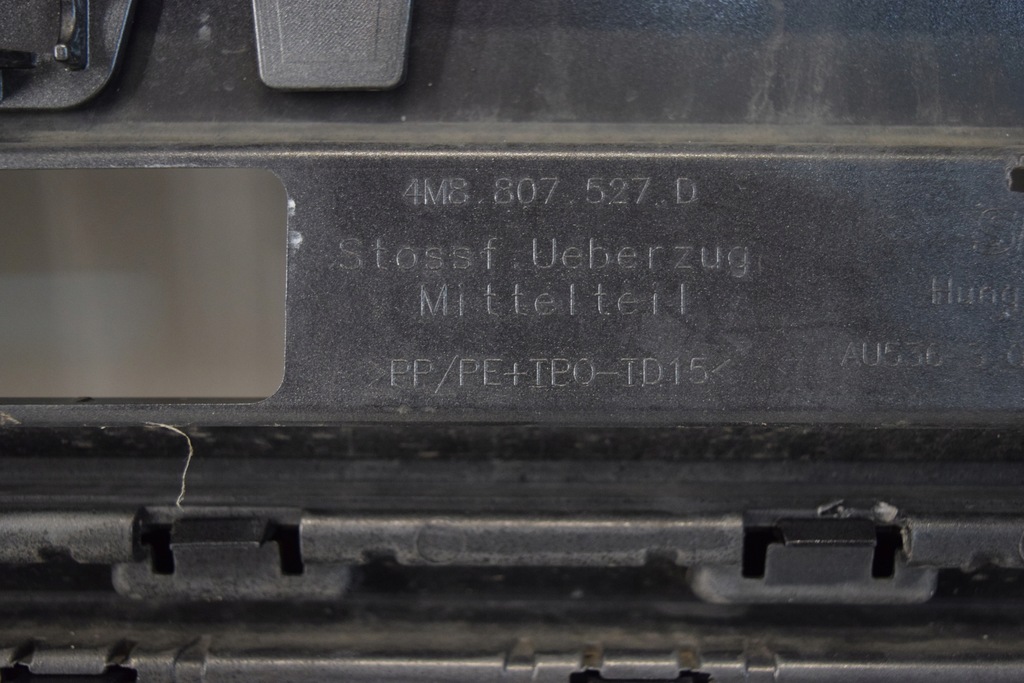 4M8.807.527.D
Stossf.Ueberzug
Mittelteil
>PP/PE+TPO-TD15<
Hung